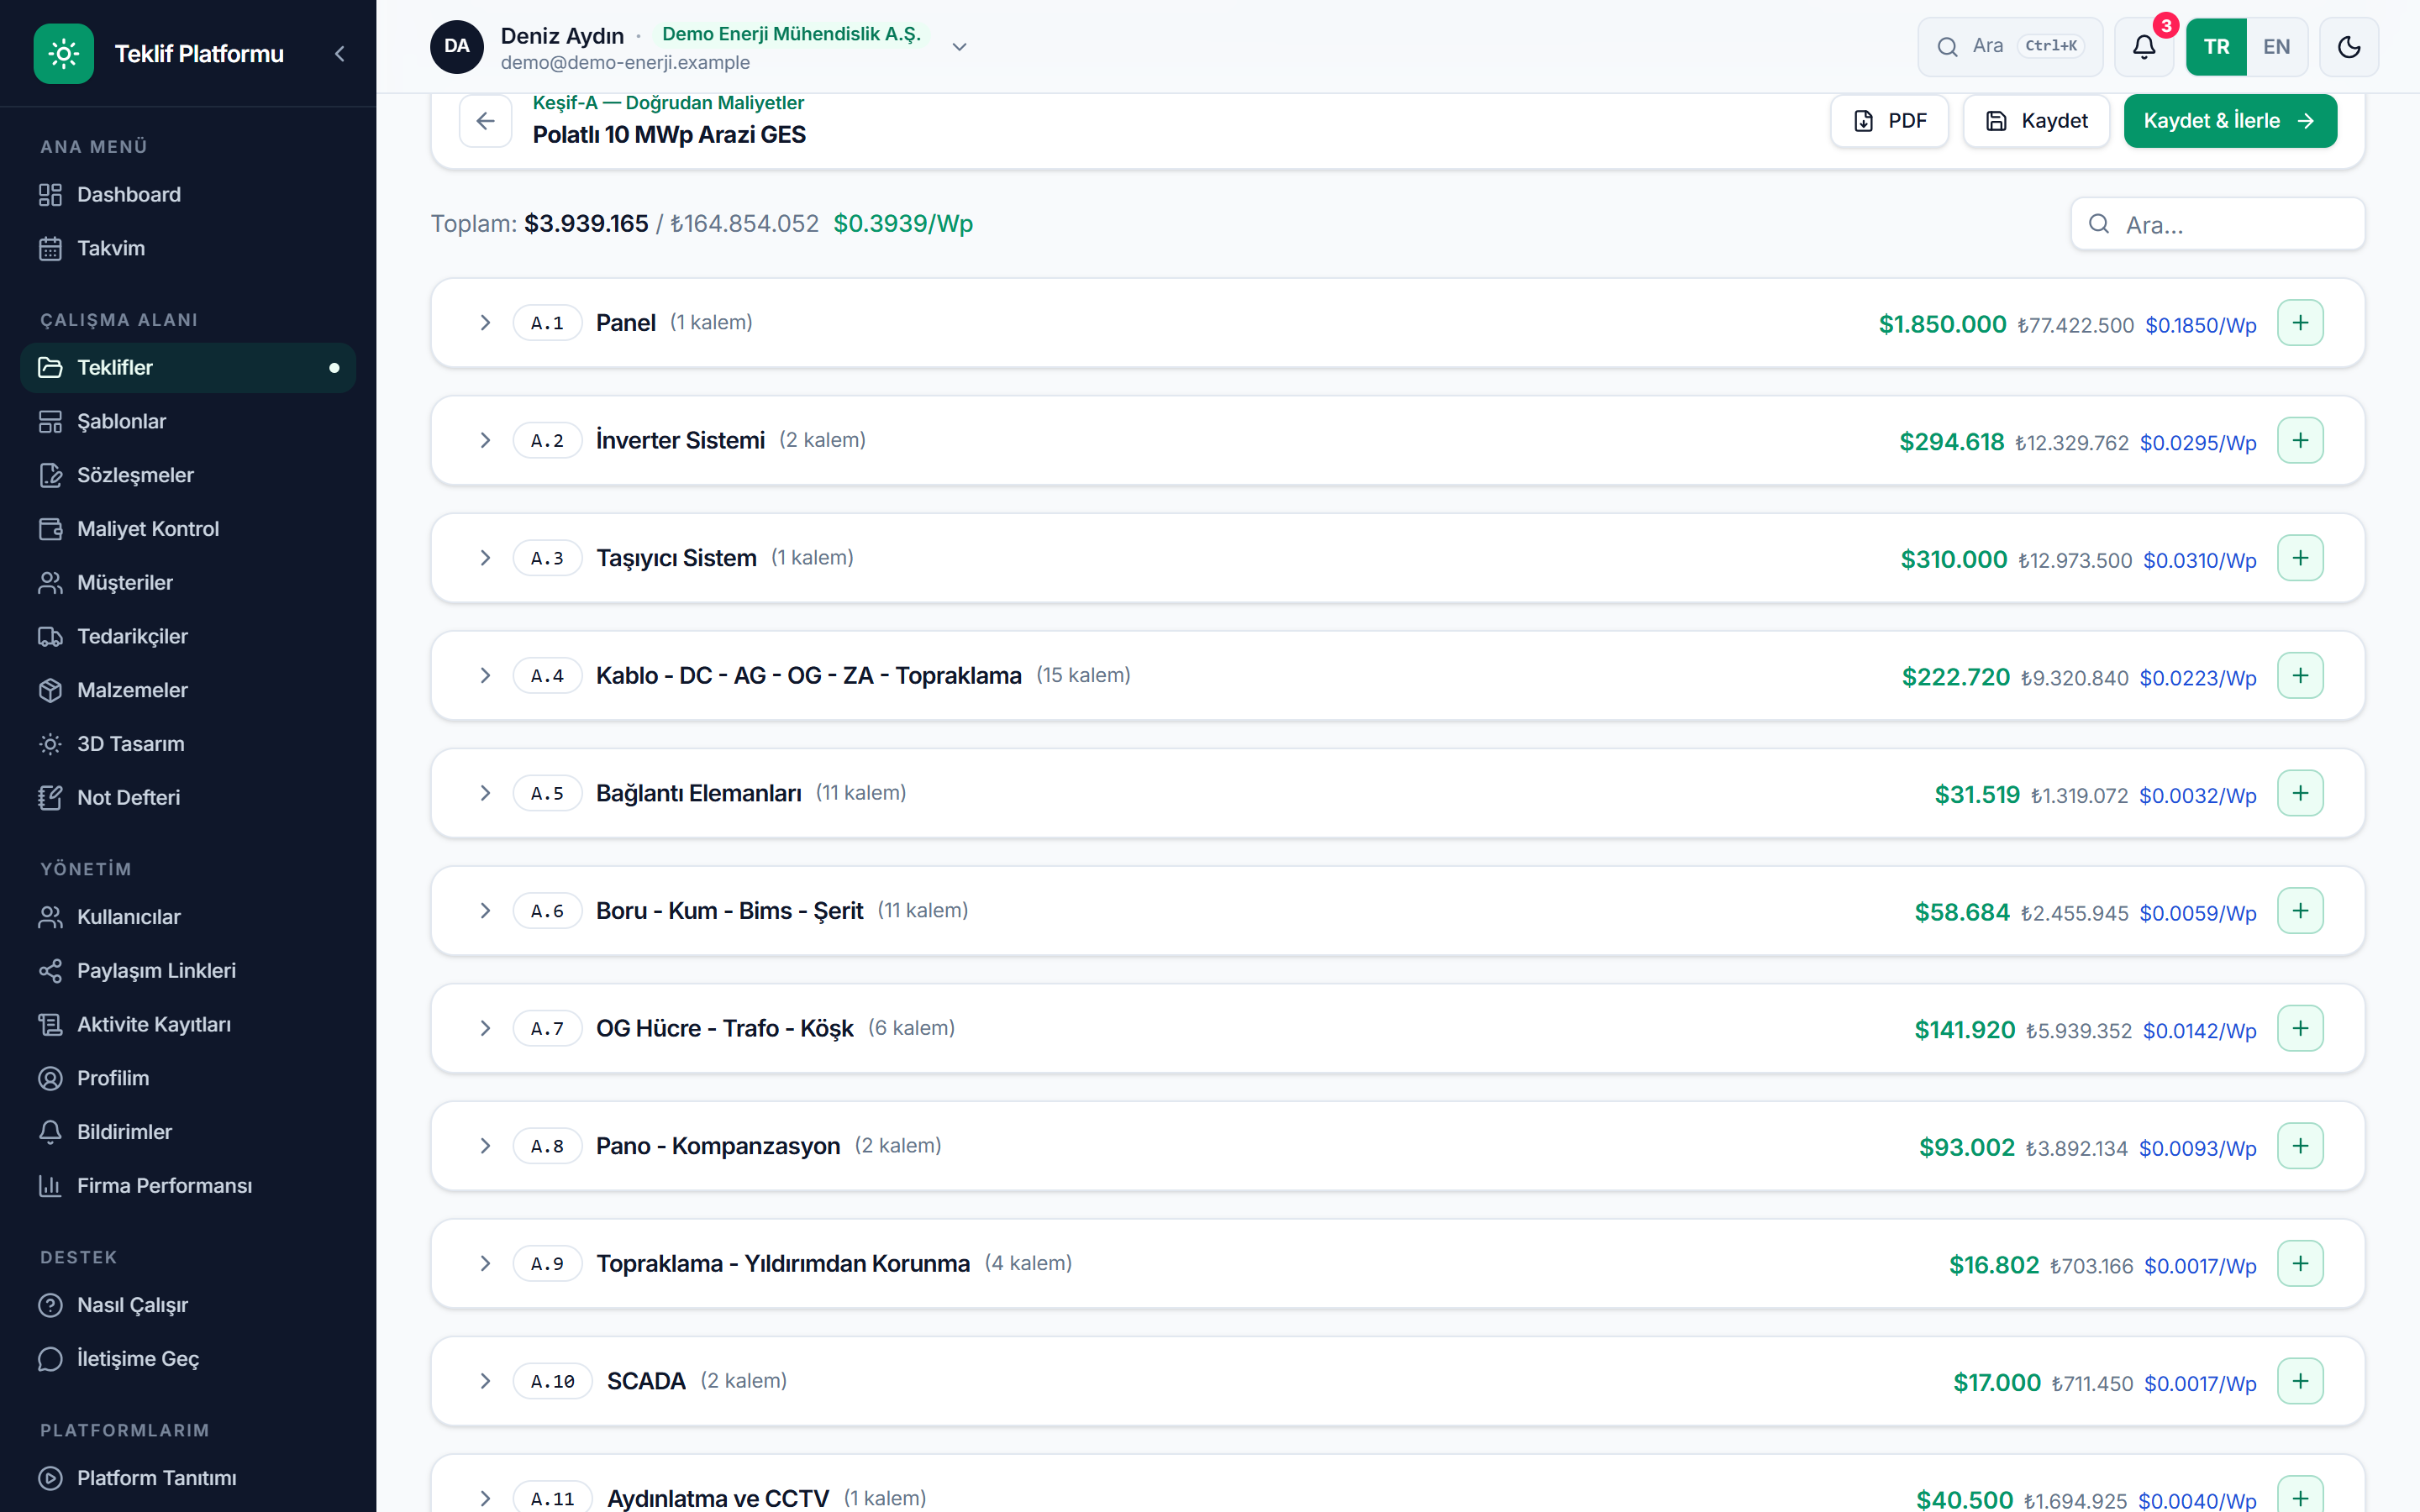 Teklif Platformu
ANA MENÜ
Dashboard
Takvim
ÇALIŞMA ALANI
Teklifler
Şablonlar
Sözleşmeler
Maliyet Kontrol
Müşteriler
Tedarikçiler
Malzemeler
3D Tasarım
Not Defteri
YÖNETİM
Kullanıcılar
Paylaşım Linkleri
Aktivite Kayıtları
Profilim
Bildirimler
Firma Performansı
DESTEK
Nasıl Çalışır
İletişime Geç
PLATFORMLARIM
Platform Tanıtımı
DA
Deniz Aydın · Demo Enerji Mühendislik A.Ş.
demo@demo-enerji.example
Ara Ctrl+K
3
TR EN
Keşif-A — Doğrudan Maliyetler
Polatlı 10 MWp Arazi GES
PDF
Kaydet
Kaydet & İlerle
Toplam: $3.939.165 / ₺164.854.052 $0.3939/Wp
Ara...
A.1 Panel (1 kalem) $1.850.000 ₺77.422.500 $0.1850/Wp
A.2 İnverter Sistemi (2 kalem) $294.618 ₺12.329.762 $0.0295/Wp
A.3 Taşıyıcı Sistem (1 kalem) $310.000 ₺12.973.500 $0.0310/Wp
A.4 Kablo - DC - AG - OG - ZA - Topraklama (15 kalem) $222.720 ₺9.320.840 $0.0223/Wp
A.5 Bağlantı Elemanları (11 kalem) $31.519 ₺1.319.072 $0.0032/Wp
A.6 Boru - Kum - Bims - Şerit (11 kalem) $58.684 ₺2.455.945 $0.0059/Wp
A.7 OG Hücre - Trafo - Köşk (6 kalem) $141.920 ₺5.939.352 $0.0142/Wp
A.8 Pano - Kompanzasyon (2 kalem) $93.002 ₺3.892.134 $0.0093/Wp
A.9 Topraklama - Yıldırımdan Korunma (4 kalem) $16.802 ₺703.166 $0.0017/Wp
A.10 SCADA (2 kalem) $17.000 ₺711.450 $0.0017/Wp
A.11 Aydınlatma ve CCTV (1 kalem) $40.500 ₺1.694.925 $0.0040/Wp